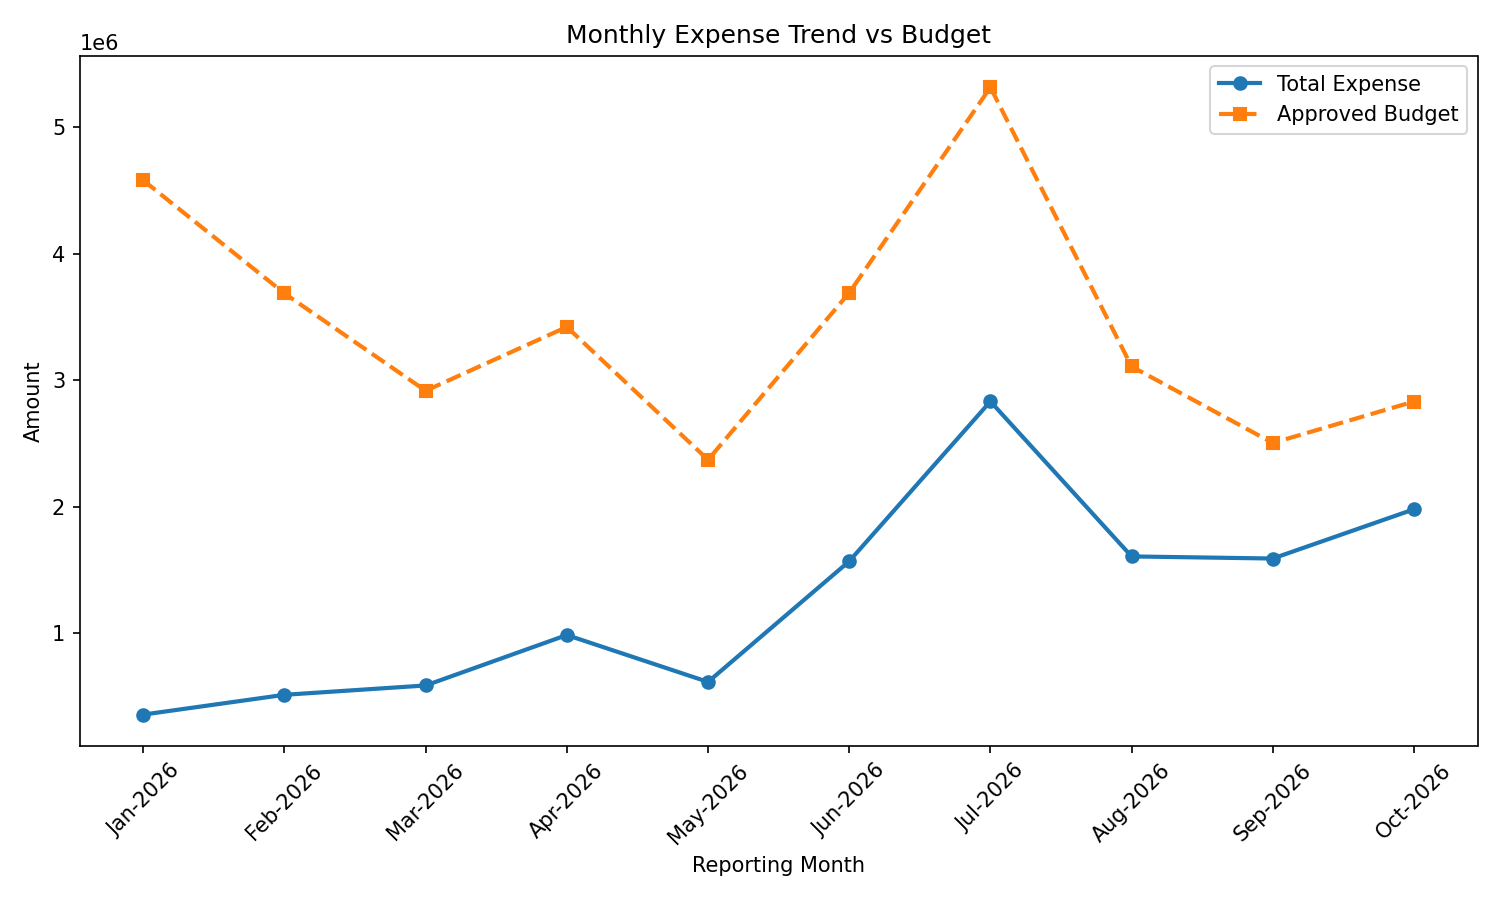 Monthly Expense Trend vs Budget
1e6
Total Expense
Approved Budget
5
4
3
2
1
Amount
Jan-2026
Feb-2026
Mar-2026
Apr-2026
May-2026
Jun-2026
Jul-2026
Aug-2026
Sep-2026
Oct-2026
Reporting Month